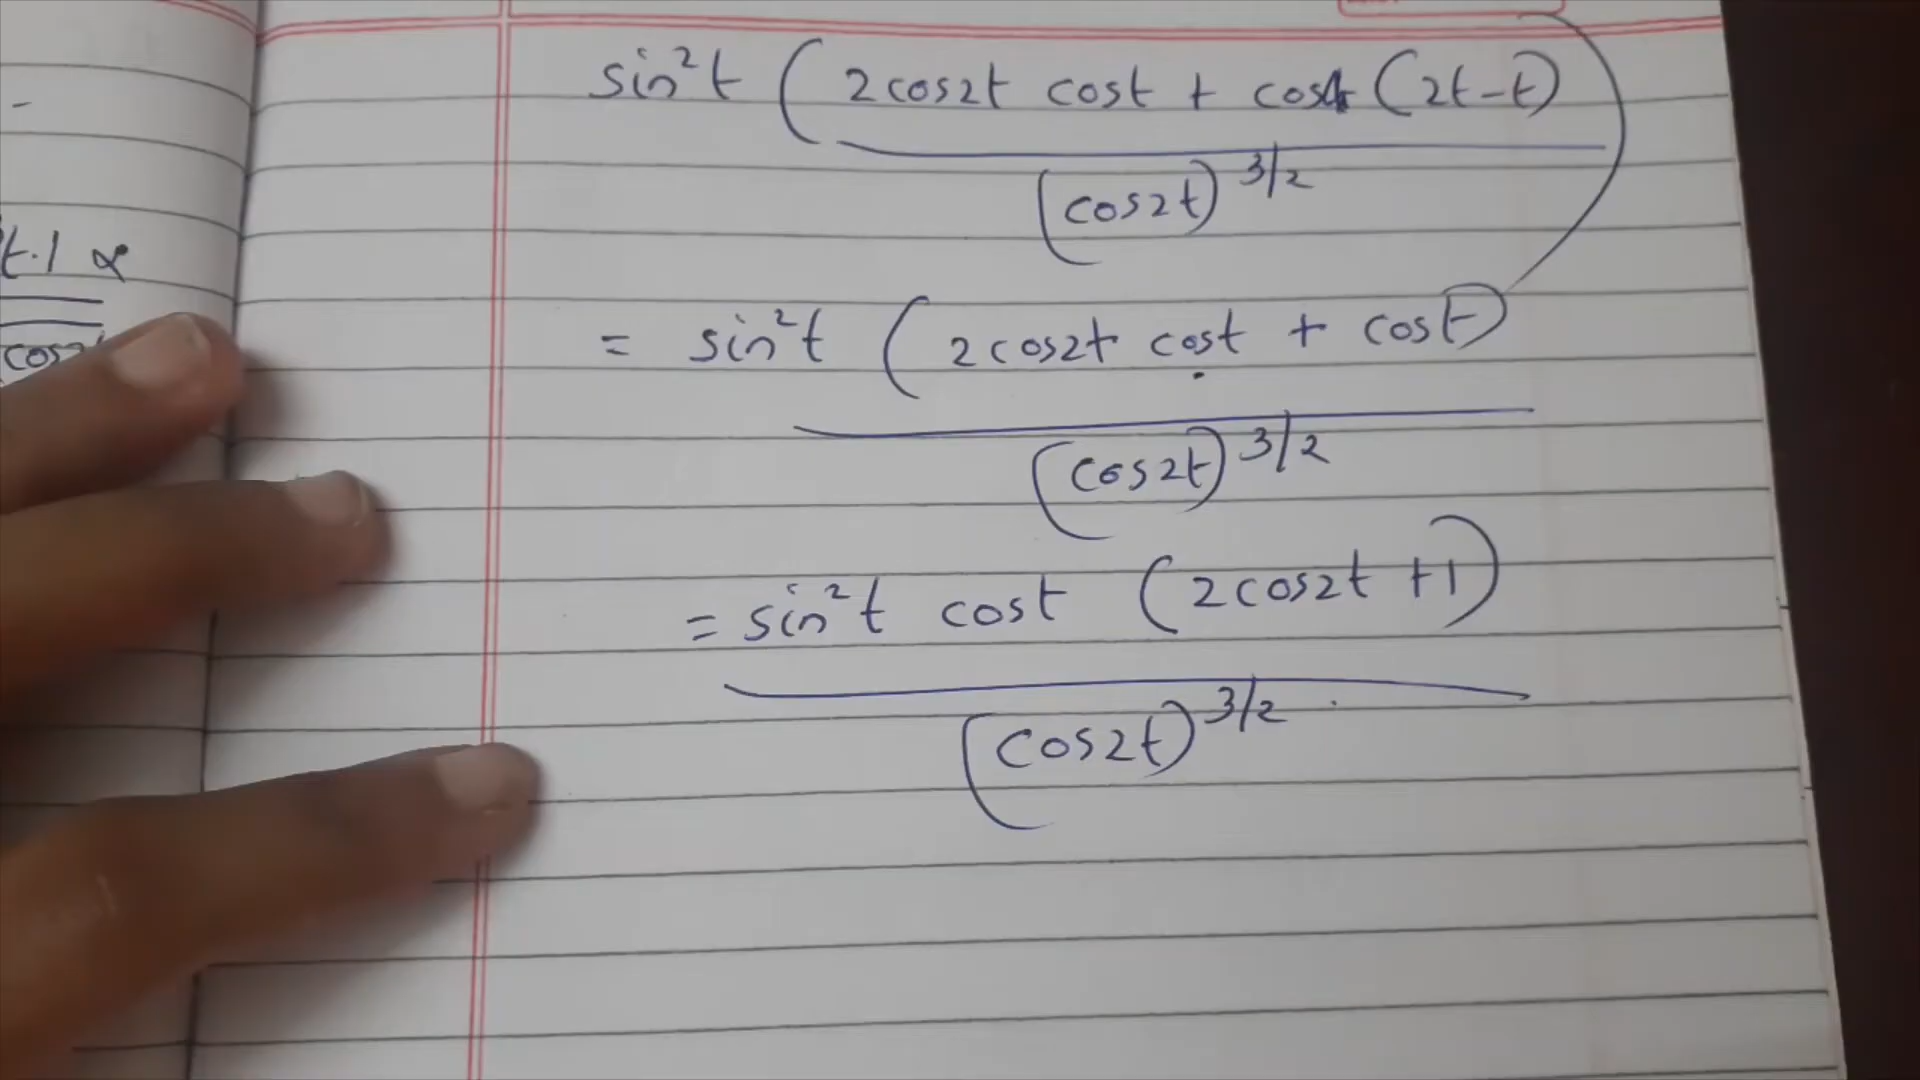 sin²t (2cos2t cost + cos (2t-t)
(cos2t)^3/2
= sin²t (2cos2t cost + cost)
(cos2t)^3/2
= sin²t cost (2cos2t +1)
(cos2t)^3/2
t.1 α